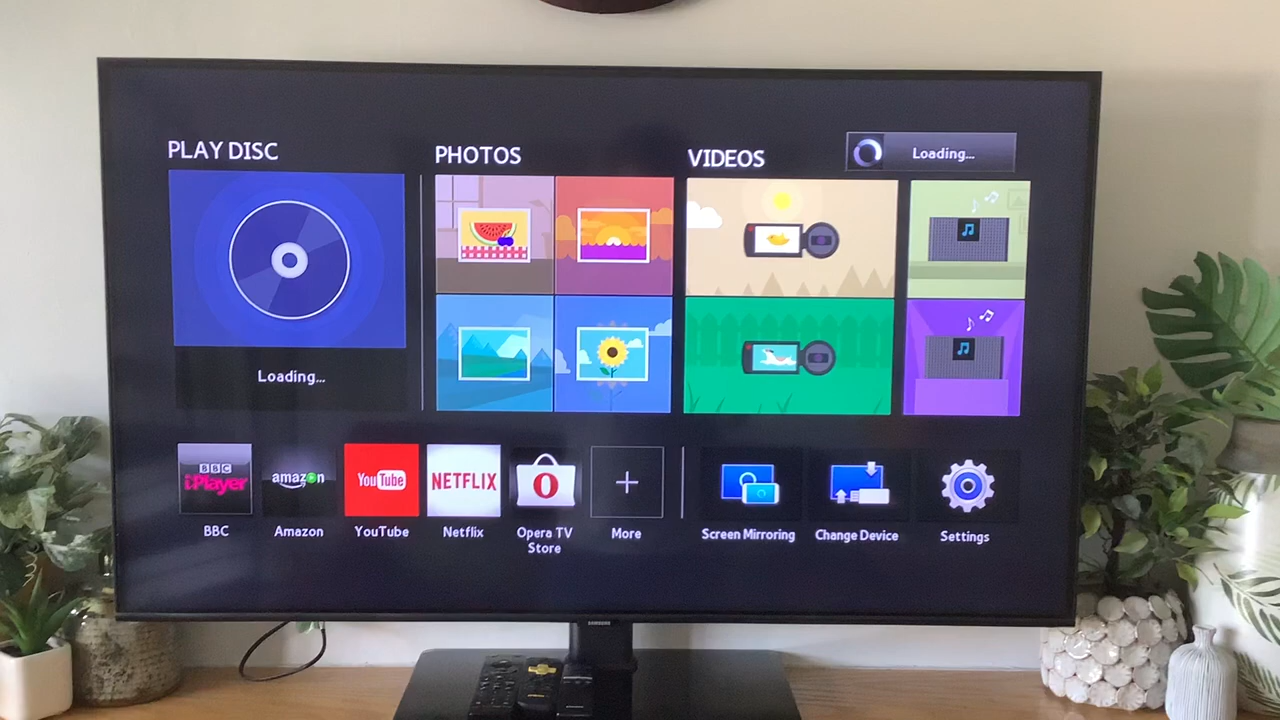 PLAY DISC
PHOTOS
VIDEOS
Loading...
Loading...
BBC
iPlayer
amazon
YouTube
NETFLIX
BBC
Amazon
YouTube
Netflix
Opera TV
Store
More
Screen Mirroring
Change Device
Settings
SAMSUNG